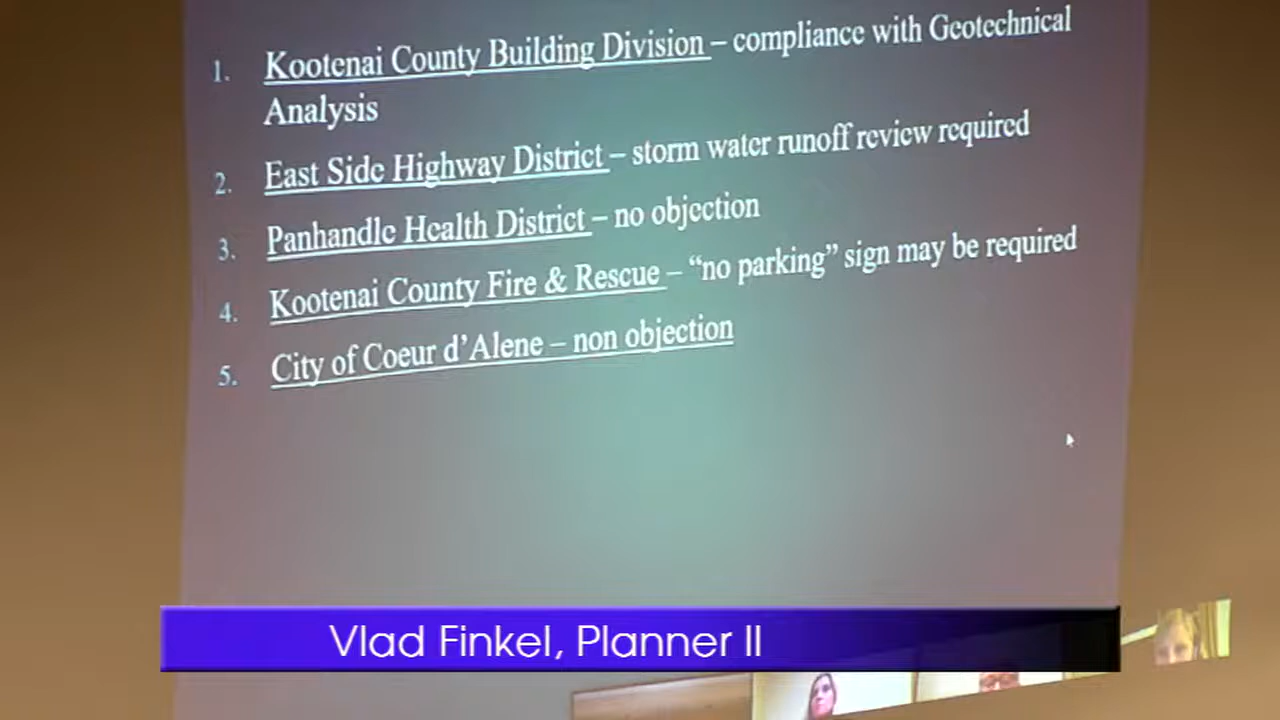 1. Kootenai County Building Division – compliance with Geotechnical
Analysis
2. East Side Highway District – storm water runoff review required
3. Panhandle Health District – no objection
4. Kootenai County Fire & Rescue – “no parking” sign may be required
5. City of Coeur d’Alene – non objection
Vlad Finkel, Planner II